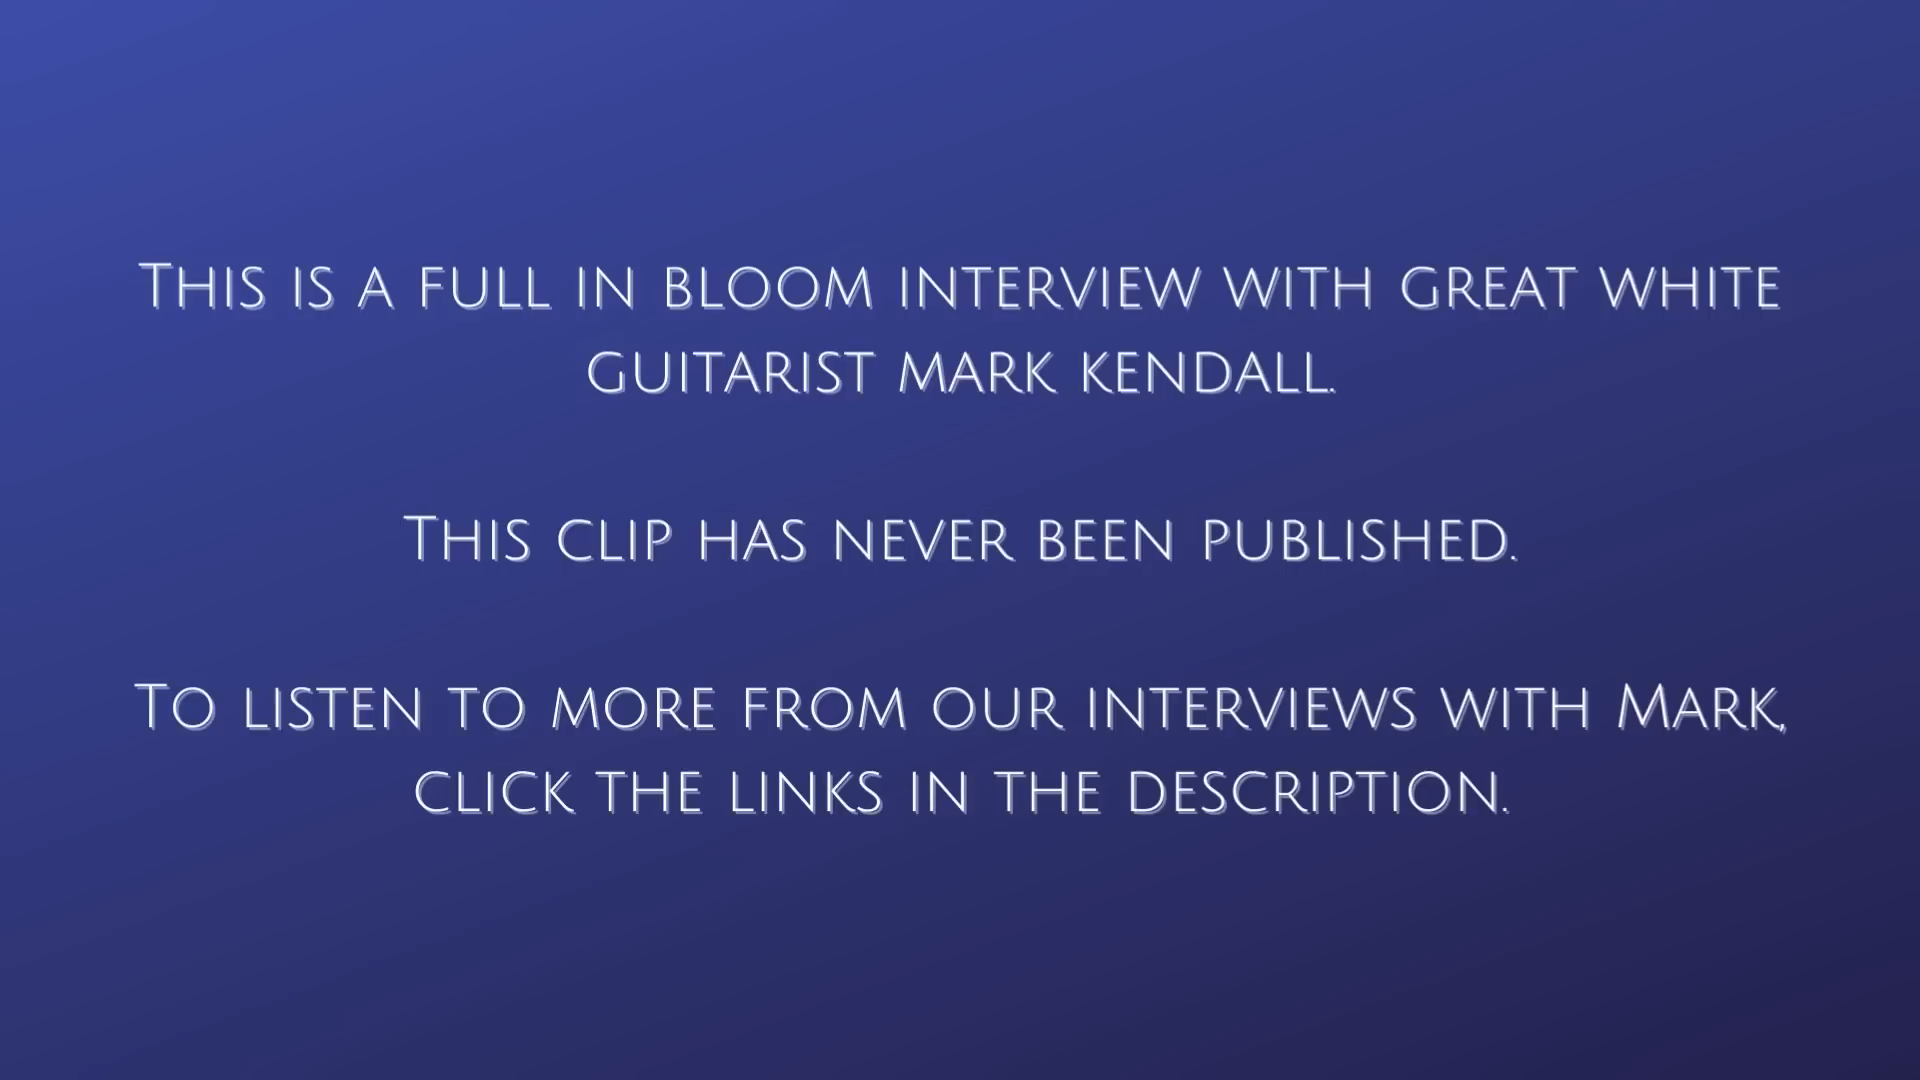 This is a full in bloom interview with great white
guitarist mark kendall.
This clip has never been published.
To listen to more from our interviews with Mark,
click the links in the description.